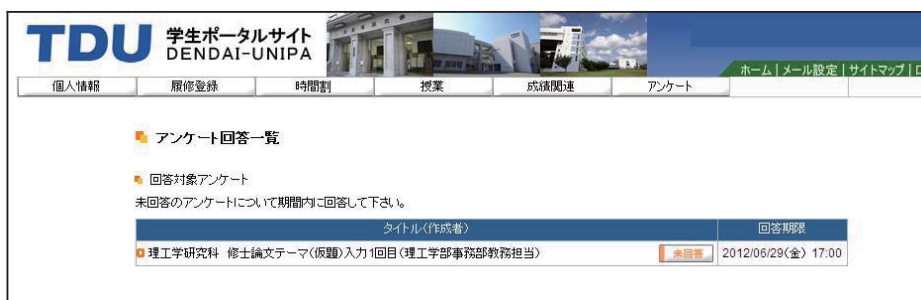 TDU 学生ポータルサイト
DENDAI-UNIPA
ホーム | メール設定 | サイトマップ |
個人情報 履修登録 時間割 授業 成績関連 アンケート
アンケート回答一覧
回答対象アンケート
未回答のアンケートについて期間内に回答して下さい。
タイトル(作成者) 回答期限
理工学研究科 修士論文テーマ(仮題)入力1回目(理工学部事務部教務担当) 未回答 2012/06/29(金) 17:00